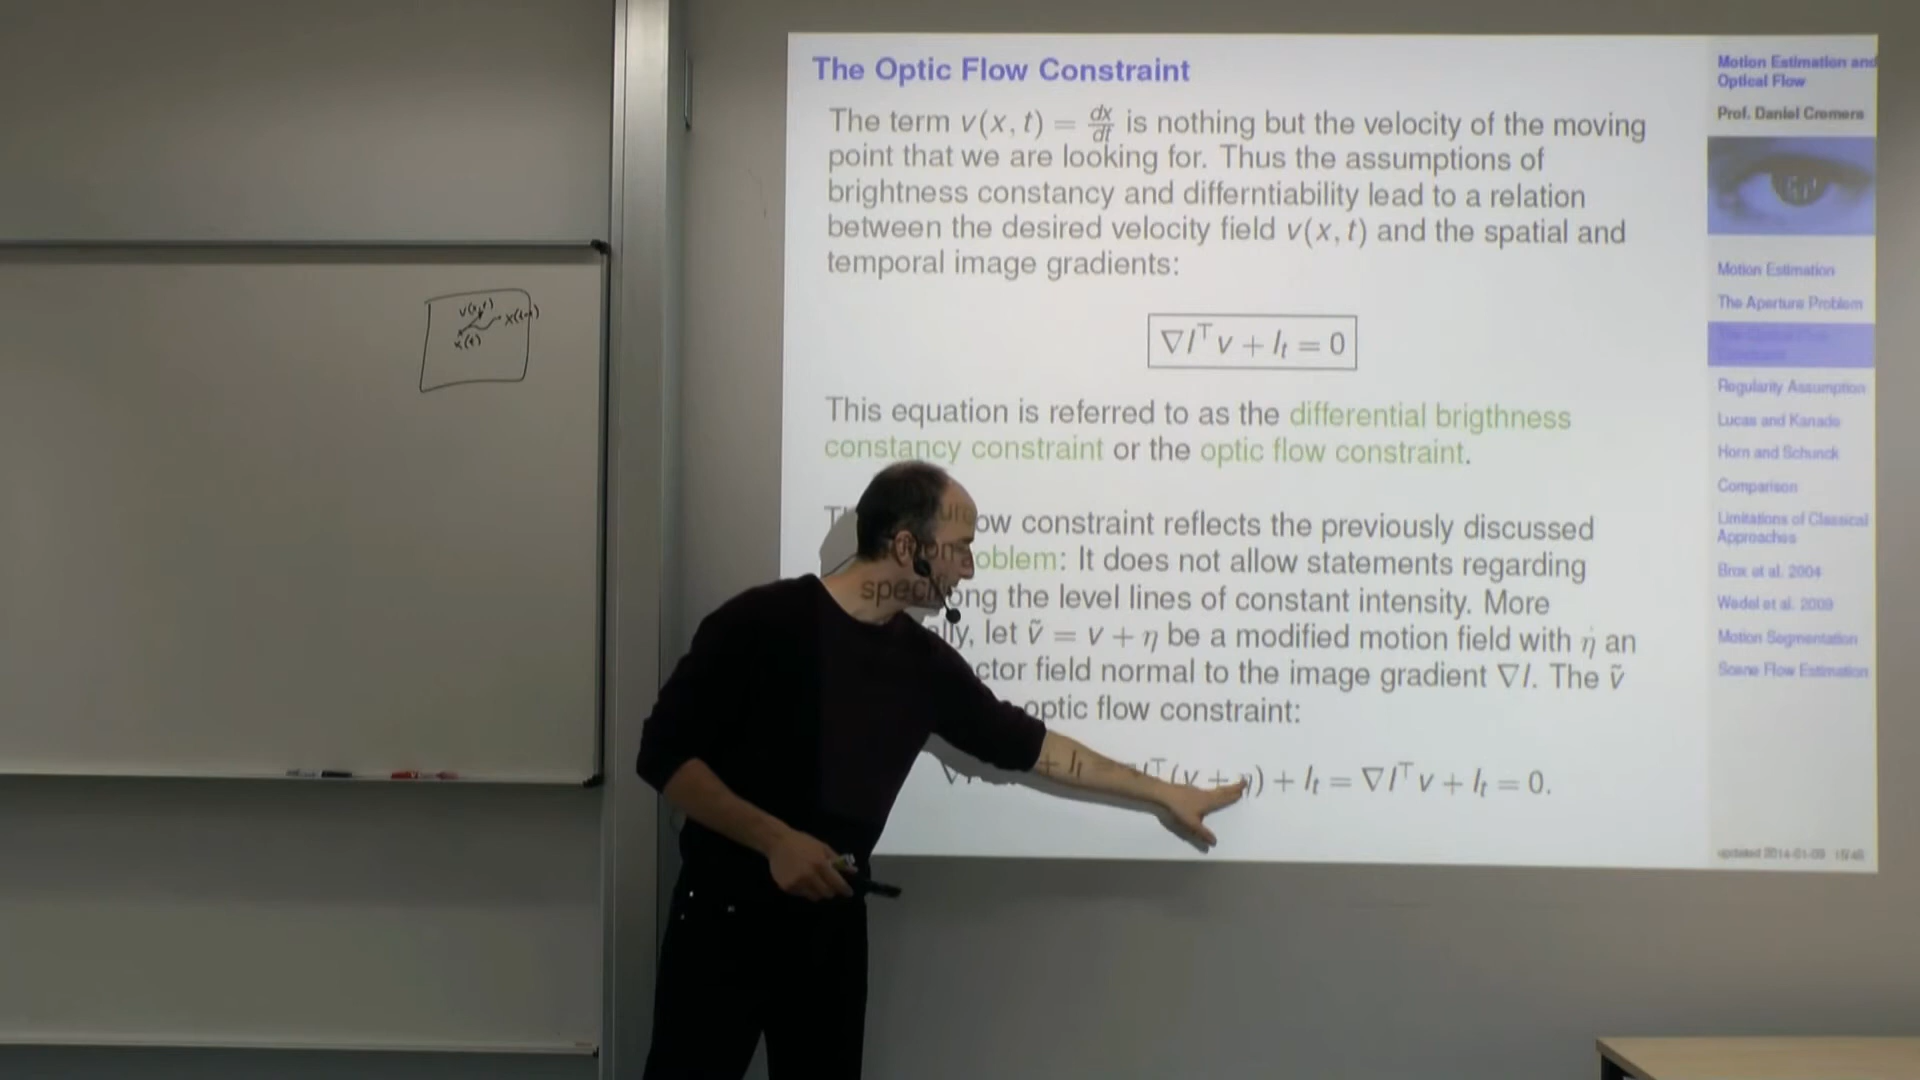 The Optic Flow Constraint
The term v(x, t) = dx/dt is nothing but the velocity of the moving
point that we are looking for. Thus the assumptions of
brightness constancy and differntiability lead to a relation
between the desired velocity field v(x, t) and the spatial and
temporal image gradients:
∇I⊤v + Iₜ = 0
This equation is referred to as the differential brigthness
constancy constraint or the optic flow constraint.
constraint reflects the previously discussed
It does not allow statements regarding
the level lines of constant intensity. More
let ṽ = v + η be a modified motion field with η an
field normal to the image gradient ∇I. The ṽ
optic flow constraint:
(v + η) + Iₜ = ∇I⊤v + Iₜ = 0.
Motion Estimation and
Optical Flow
Prof. Daniel Cremers
Motion Estimation
The Aperture Problem
Regularity Assumption
Lucas and Kanade
Horn and Schunck
Comparison
Limitations of Classical
Approaches
Brox et al. 2004
Wedel et al. 2009
Motion Segmentation
Scene Flow Estimation
v(x,t)
x(t)